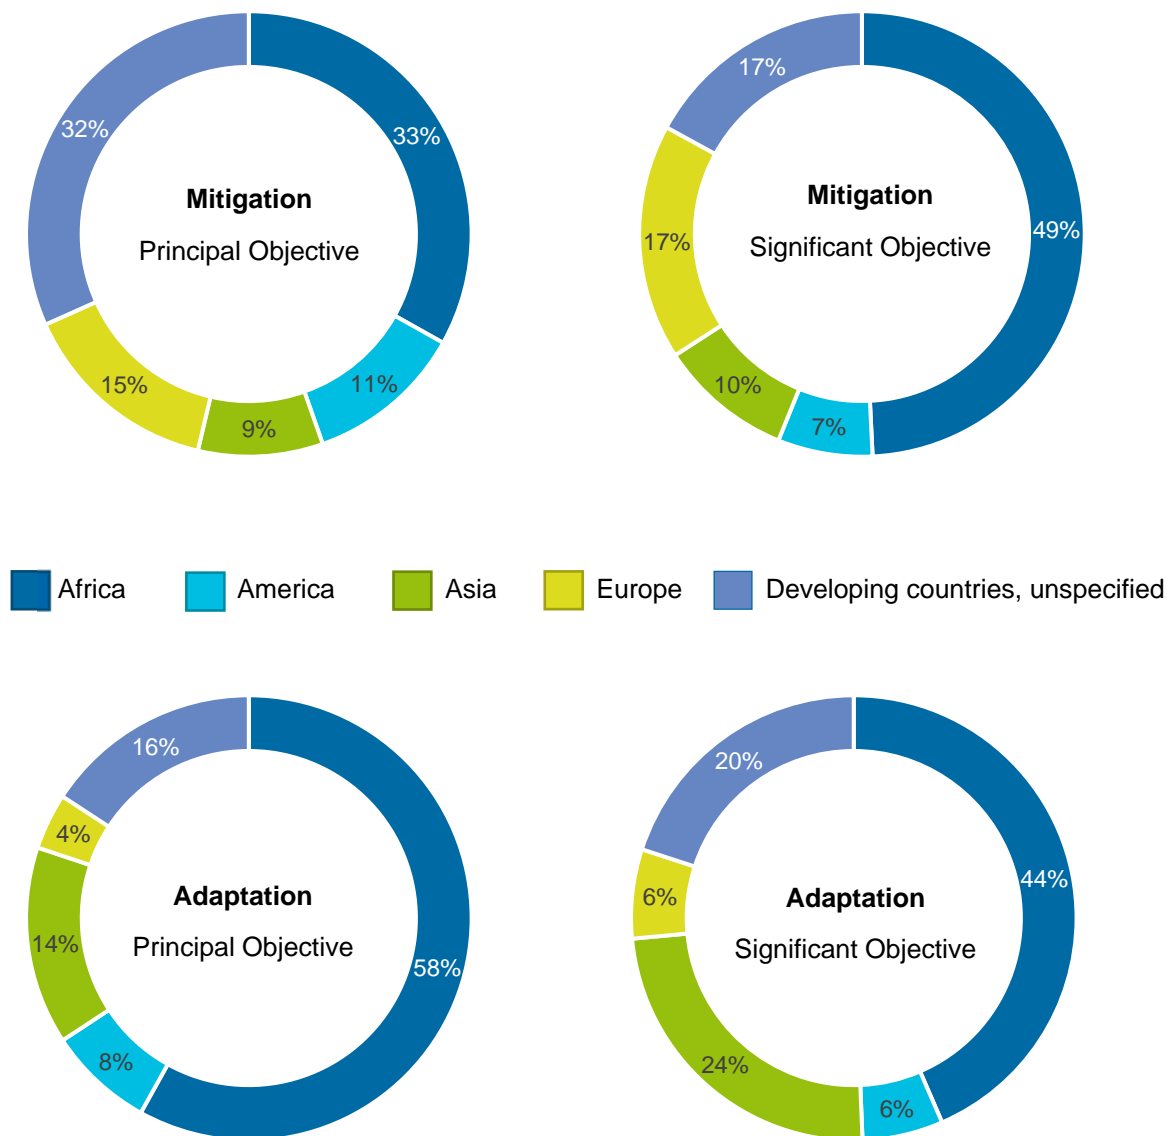 17%
32%
33%
Mitigation
Principal Objective
15%
11%
9%
Mitigation
Significant Objective
49%
17%
10%
7%
Africa
America
Asia
Europe
Developing countries, unspecified
16%
4%
Adaptation
Principal Objective
14%
58%
8%
20%
44%
6%
Adaptation
Significant Objective
24%
6%